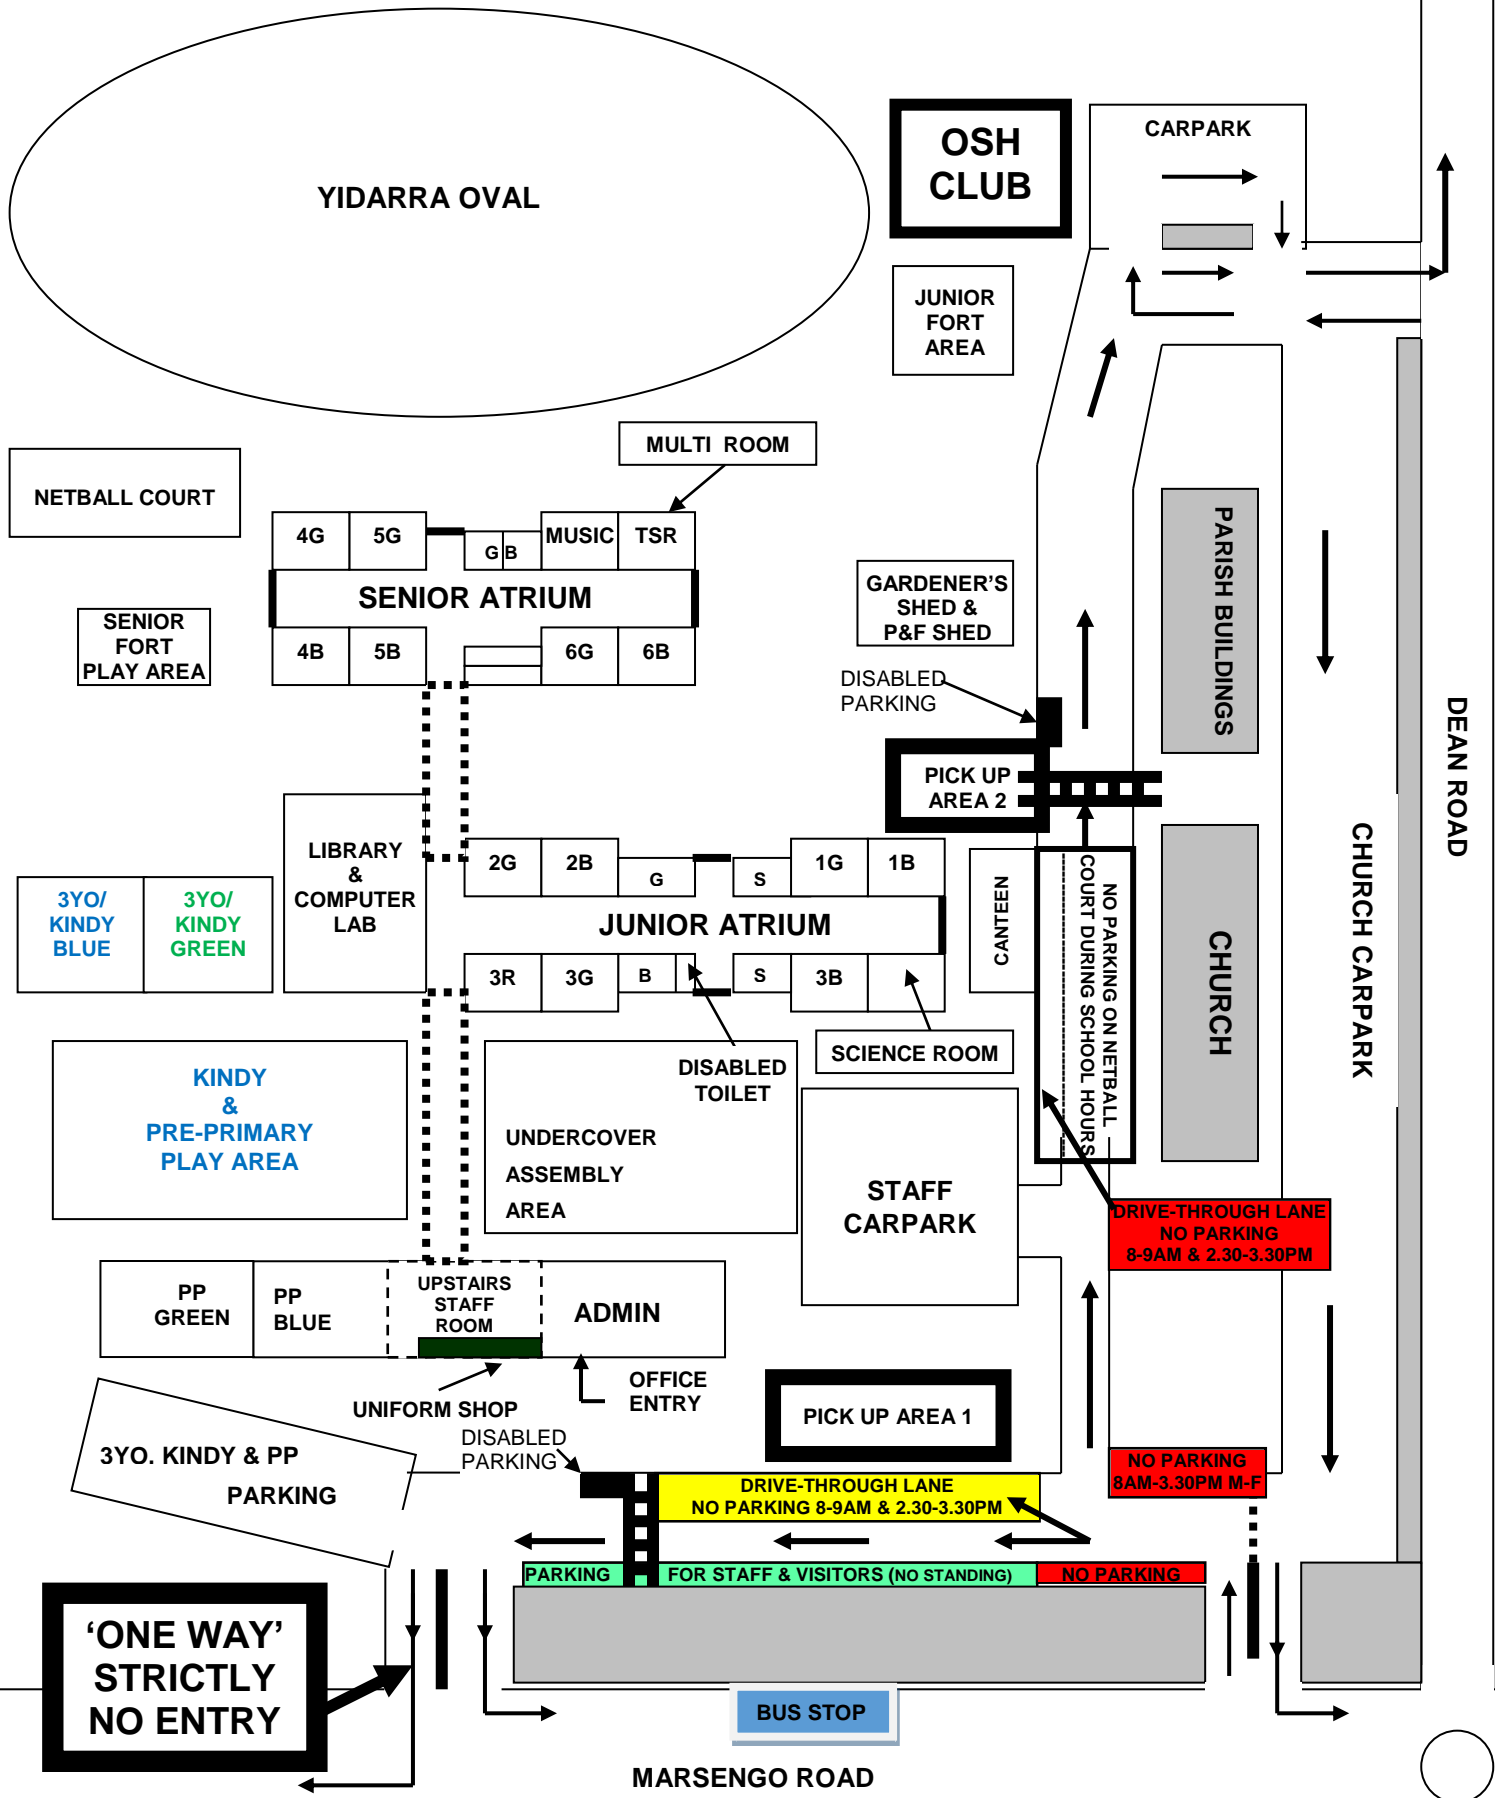 YIDARRA OVAL
OSH
CLUB
CARPARK
JUNIOR
FORT
AREA
MULTI ROOM
NETBALL COURT
4G
5G
G
B
MUSIC
TSR
SENIOR ATRIUM
4B
5B
6G
6B
SENIOR
FORT
PLAY AREA
GARDENER'S
SHED &
P&F SHED
DISABLED
PARKING
PICK UP
AREA 2
PARISH BUILDINGS
DEAN ROAD
CHURCH CARPARK
LIBRARY
&
COMPUTER
LAB
3YO/
KINDY
BLUE
3YO/
KINDY
GREEN
2G
2B
G
S
1G
1B
JUNIOR ATRIUM
3R
3G
B
S
3B
CANTEEN
NO PARKING ON NETBALL
COURT DURING SCHOOL HOURS
CHURCH
SCIENCE ROOM
DISABLED
TOILET
KINDY
&
PRE-PRIMARY
PLAY AREA
UNDERCOVER
ASSEMBLY
AREA
STAFF
CARPARK
DRIVE-THROUGH LANE
NO PARKING
8-9AM & 2.30-3.30PM
PP
GREEN
PP
BLUE
UPSTAIRS
STAFF
ROOM
ADMIN
OFFICE
ENTRY
UNIFORM SHOP
PICK UP AREA 1
DISABLED
PARKING
3YO. KINDY & PP
PARKING
DRIVE-THROUGH LANE
NO PARKING 8-9AM & 2.30-3.30PM
NO PARKING
8AM-3.30PM M-F
PARKING
FOR STAFF & VISITORS (NO STANDING)
NO PARKING
'ONE WAY'
STRICTLY
NO ENTRY
BUS STOP
MARSENGO ROAD